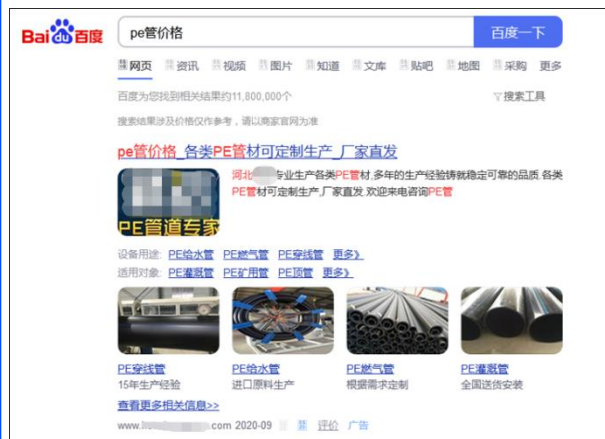 Bai du 百度 pe管价格 百度一下
网页 资讯 视频 图片 知道 文库 贴吧 地图 采购 更多
百度为您找到相关结果约11,800,000个 搜索工具
搜索结果涉及价格仅作参考，请以商家官网为准
pe管价格_各类PE管材可定制生产_厂家直发
河北 专业生产各类PE管材,多年的生产经验铸就稳定可靠的品质.各类
PE管材可定制生产,厂家直发.欢迎来电咨询PE管
PE管道专家
设备用途: PE给水管 PE燃气管 PE穿线管 更多》
适用对象: PE灌溉管 PE矿用管 PE顶管 更多》
PE穿线管 PE给水管 PE燃气管 PE灌溉管
15年生产经验 进口原料生产 根据需求定制 全国送货安装
查看更多相关信息>>
www. .com 2020-09 评价 广告